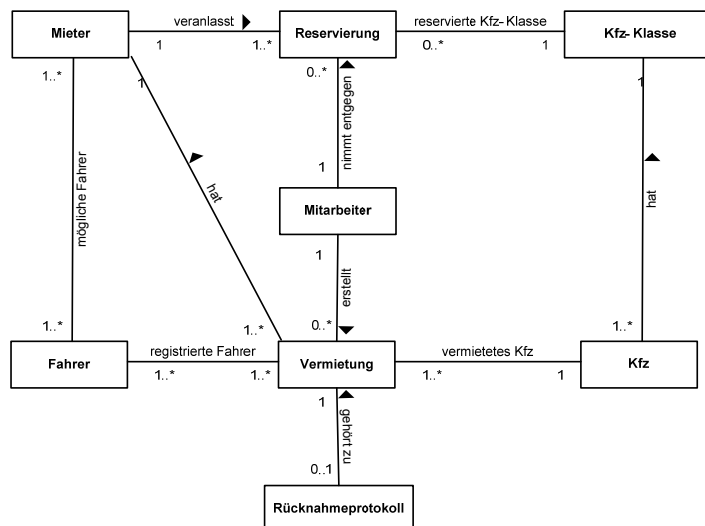 veranlasst
reservierte Kfz-Klasse
Mieter
Reservierung
Kfz-Klasse
1
1..*
0..*
1
1..*
1
0..*
1
nimmt entgegen
1
mögliche Fahrer
hat
hat
Mitarbeiter
1
erstellt
1..*
1..*
0..*
1..*
Fahrer
registrierte Fahrer
Vermietung
vermietetes Kfz
Kfz
1..*
1..*
1..*
1
1
gehört zu
0..1
Rücknahmeprotokoll